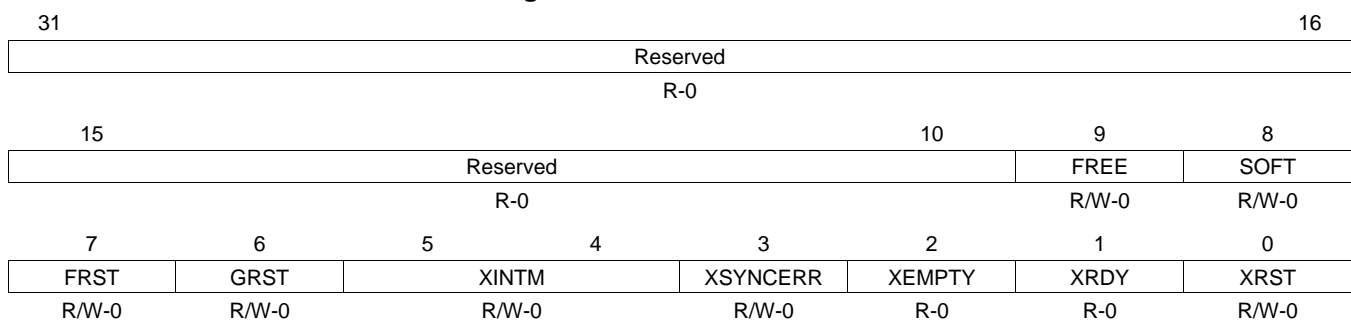 31 16
Reserved
R-0
15 10 9 8
Reserved FREE SOFT
R-0 R/W-0 R/W-0
7 6 5 4 3 2 1 0
FRST GRST XINTM XSYNCERR XEMPTY XRDY XRST
R/W-0 R/W-0 R/W-0 R/W-0 R-0 R-0 R/W-0